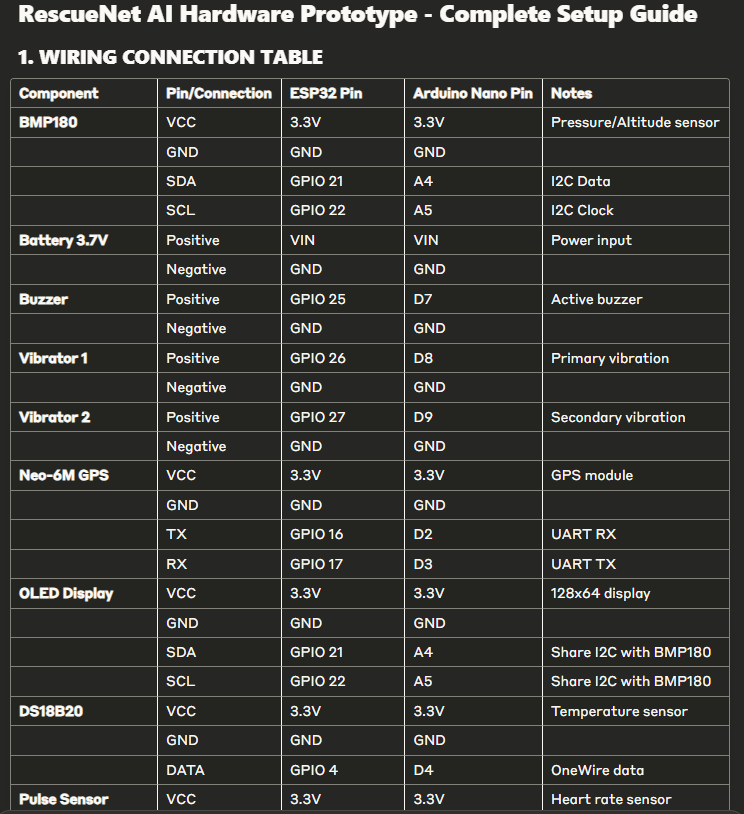 RescueNet AI Hardware Prototype - Complete Setup Guide
1. WIRING CONNECTION TABLE
Component Pin/Connection ESP32 Pin Arduino Nano Pin Notes
BMP180 VCC 3.3V 3.3V Pressure/Altitude sensor
GND GND GND
SDA GPIO 21 A4 I2C Data
SCL GPIO 22 A5 I2C Clock
Battery 3.7V Positive VIN VIN Power input
Negative GND GND
Buzzer Positive GPIO 25 D7 Active buzzer
Negative GND GND
Vibrator 1 Positive GPIO 26 D8 Primary vibration
Negative GND GND
Vibrator 2 Positive GPIO 27 D9 Secondary vibration
Negative GND GND
Neo-6M GPS VCC 3.3V 3.3V GPS module
GND GND GND
TX GPIO 16 D2 UART RX
RX GPIO 17 D3 UART TX
OLED Display VCC 3.3V 3.3V 128x64 display
GND GND GND
SDA GPIO 21 A4 Share I2C with BMP180
SCL GPIO 22 A5 Share I2C with BMP180
DS18B20 VCC 3.3V 3.3V Temperature sensor
GND GND GND
DATA GPIO 4 D4 OneWire data
Pulse Sensor VCC 3.3V 3.3V Heart rate sensor